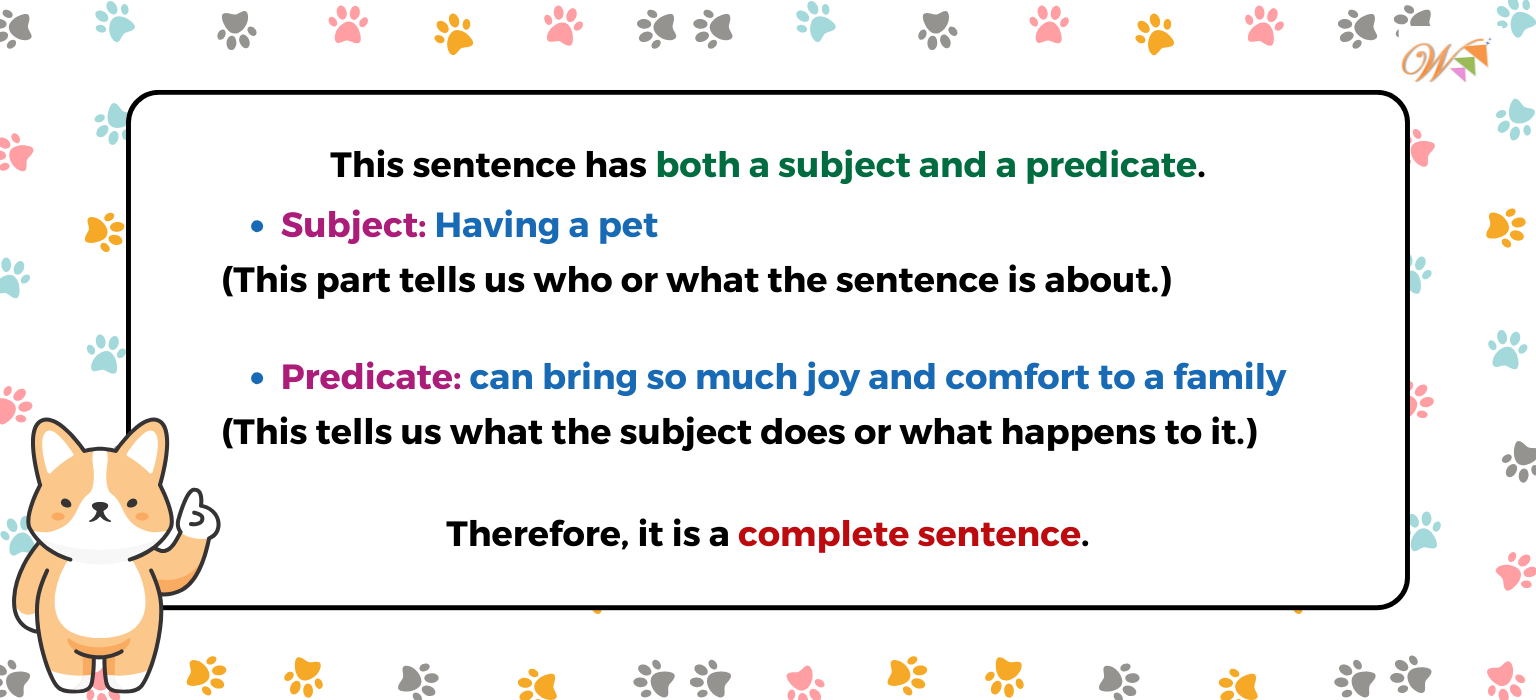 W
This sentence has both a subject and a predicate.
• Subject: Having a pet
(This part tells us who or what the sentence is about.)
• Predicate: can bring so much joy and comfort to a family
(This tells us what the subject does or what happens to it.)
Therefore, it is a complete sentence.